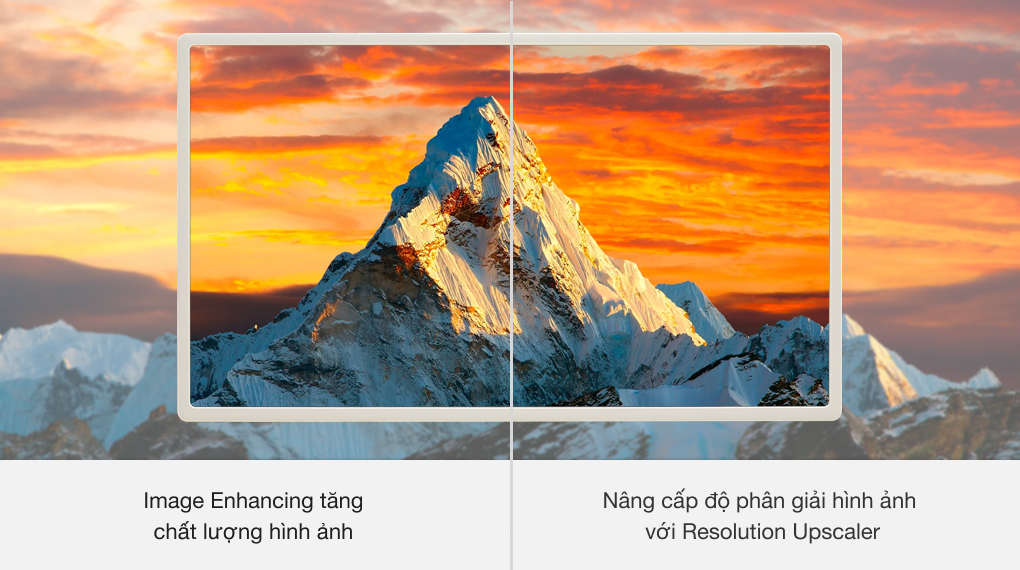 Image Enhancing tăng
chất lượng hình ảnh
Nâng cấp độ phân giải hình ảnh
với Resolution Upscaler